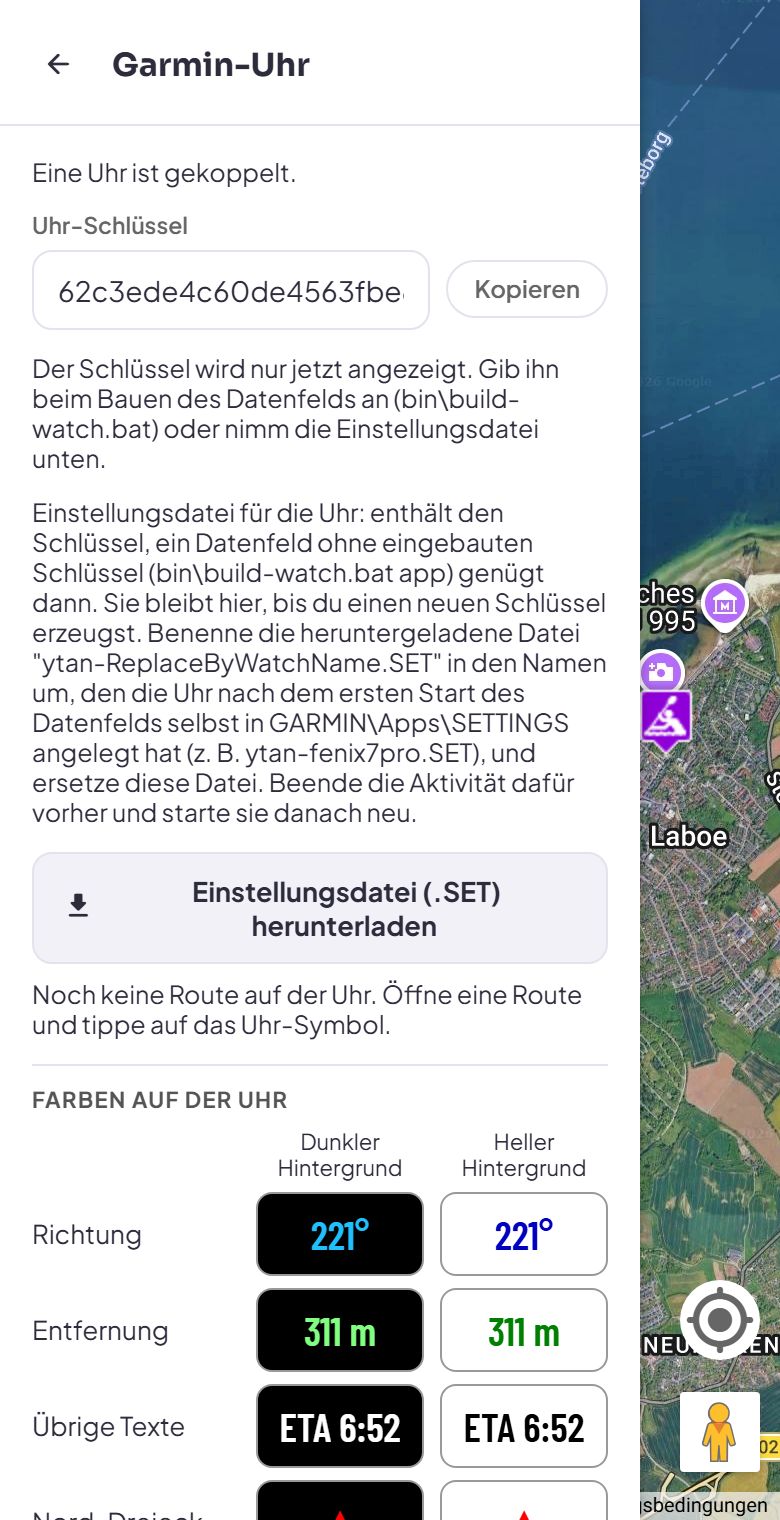 Garmin-Uhr
Eine Uhr ist gekoppelt.
Uhr-Schlüssel
62c3ede4c60de4563fbe
Kopieren
Der Schlüssel wird nur jetzt angezeigt. Gib ihn
beim Bauen des Datenfelds an (bin\build-
watch.bat) oder nimm die Einstellungsdatei
unten.
Einstellungsdatei für die Uhr: enthält den
Schlüssel, ein Datenfeld ohne eingebauten
Schlüssel (bin\build-watch.bat app) genügt
dann. Sie bleibt hier, bis du einen neuen Schlüssel
erzeugst. Benenne die heruntergeladene Datei
"ytan-ReplaceByWatchName.SET" in den Namen
um, den die Uhr nach dem ersten Start des
Datenfelds selbst in GARMIN\Apps\SETTINGS
angelegt hat (z. B. ytan-fenix7pro.SET), und
ersetze diese Datei. Beende die Aktivität dafür
vorher und starte sie danach neu.
Einstellungsdatei (.SET)
herunterladen
Noch keine Route auf der Uhr. Öffne eine Route
und tippe auf das Uhr-Symbol.
FARBEN AUF DER UHR
Dunkler
Hintergrund
Heller
Hintergrund
Richtung
221°
221°
Entfernung
311 m
311 m
Übrige Texte
ETA 6:52
ETA 6:52
teborg
26 Google
ches
995
Laboe
02
gsbedingungen